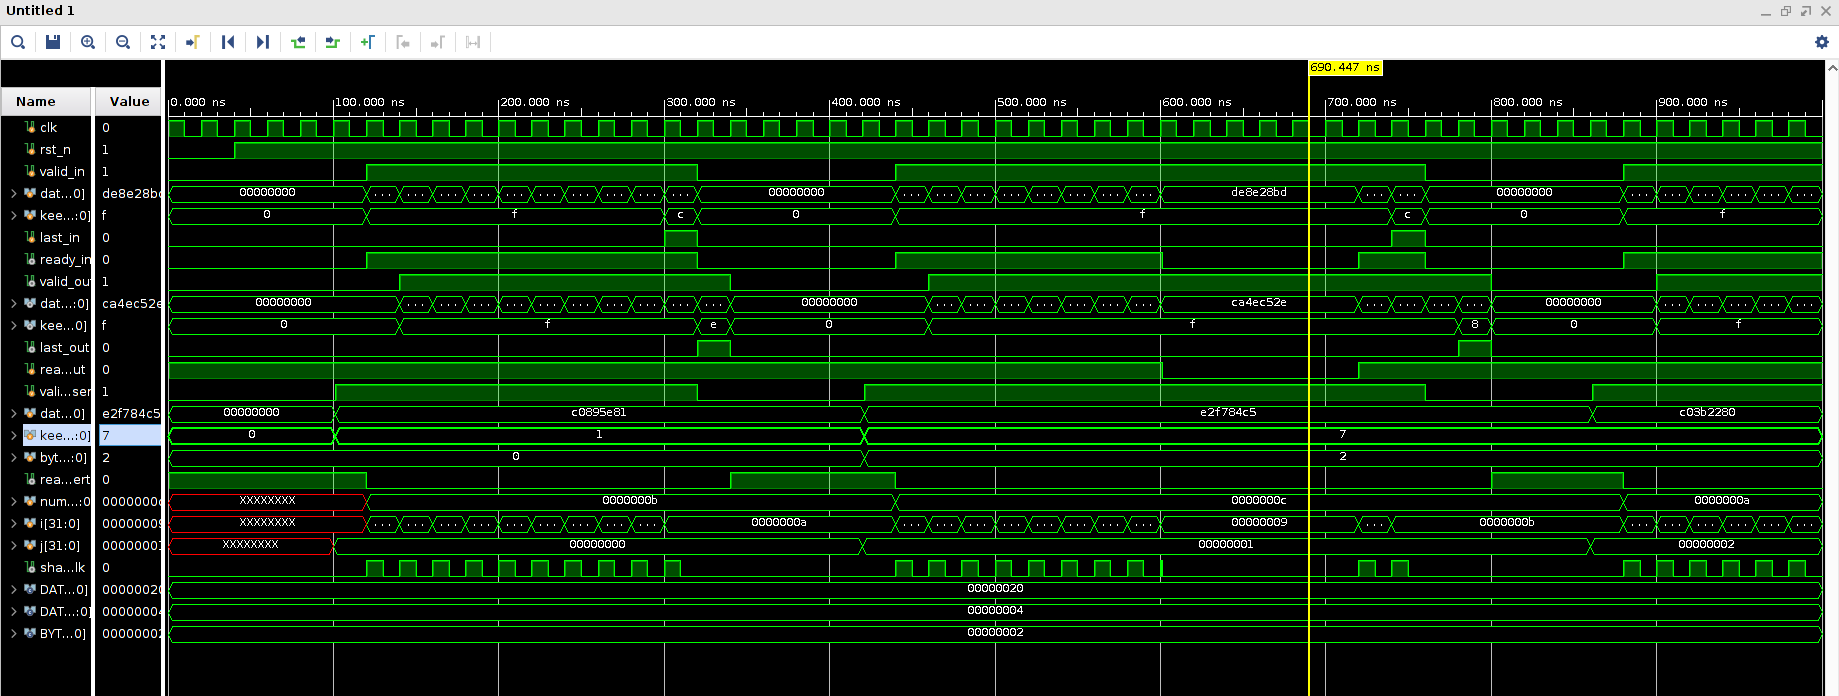 Untitled 1
690.447 ns
Name Value 0.000 ns 100.000 ns 200.000 ns 300.000 ns 400.000 ns 500.000 ns 600.000 ns 700.000 ns 800.000 ns 900.000 ns
clk 0
rst_n 1
valid_in 1
dat...0] de8e28bd 00000000 ... ... ... ... ... ... ... ... ... ... 00000000 ... ... ... ... ... ... ... ... de8e28bd ... ... 00000000 ... ... ... ... ... ...
kee...:0] f 0 f c 0 f c 0 f
last_in 0
ready_in 0
valid_out 1
dat...:0] ca4ec52e 00000000 ... ... ... ... ... ... ... ... ... ... 00000000 ... ... ... ... ... ... ... ca4ec52e ... ... ... ... 00000000 ... ... ... ... ...
kee...0] f 0 f e 0 f 8 0 f
last_out 0
rea...ut 0
vali...ser 1
dat...0] e2f784c5 00000000 c0895e81 e2f784c5 c03b2280
kee...:0] 7 0 1 7
byt...:0] 2 0 2
rea...ert 0
num...:0 0000000c XXXXXXXX 0000000b 0000000c 0000000a
i[31:0] 00000009 XXXXXXXX ... ... ... ... ... ... ... ... ... 0000000a ... ... ... ... ... ... ... ... 00000009 ... 0000000b ... ... ... ... ... ...
j[31:0] 00000001 XXXXXXXX 00000000 00000001 00000002
sha...lk 0
DAT...0] 00000020 00000020
DAT...0] 00000004 00000004
BYT...0] 00000002 00000002